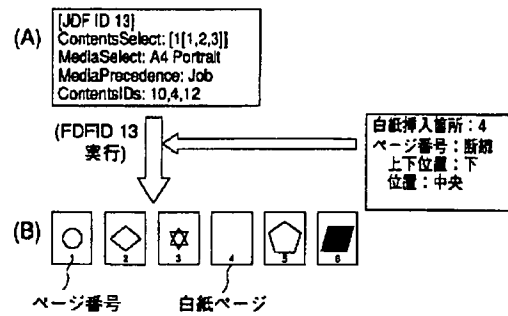 (A)
[JDF ID 13]
ContentsSelect: [1[1,2,3]]
MediaSelect: A4 Portrait
MediaPrecedence: Job
ContentsIDs: 10,4,12
(FDFID 13
実行)
白紙挿入箇所：4
ページ番号：断続
上下位置：下
位置：中央
(B)
1 2 3 4 5 6
ページ番号
白紙ページ